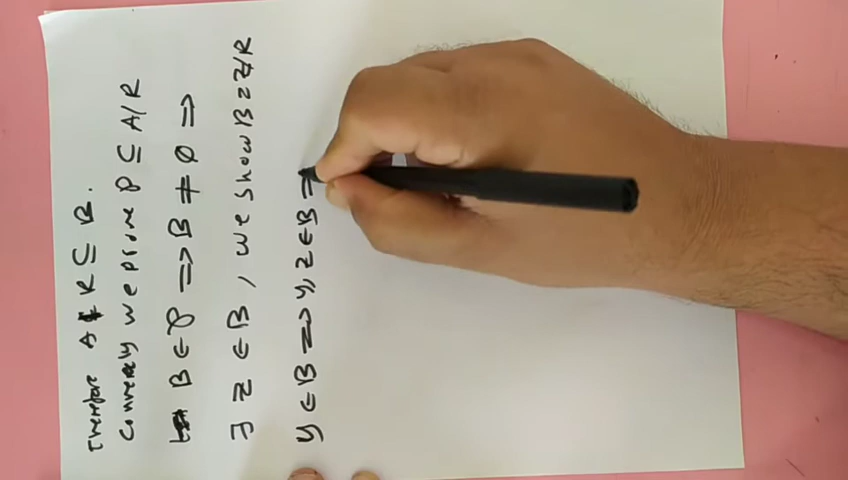 Therefore A/R ⊆ B.
Conversely we prove P ⊆ A/R
B ∈ P => B ≠ ∅ =>
∃ z ∈ B, we show B = z/R
y ∈ B => y, z ∈ B =